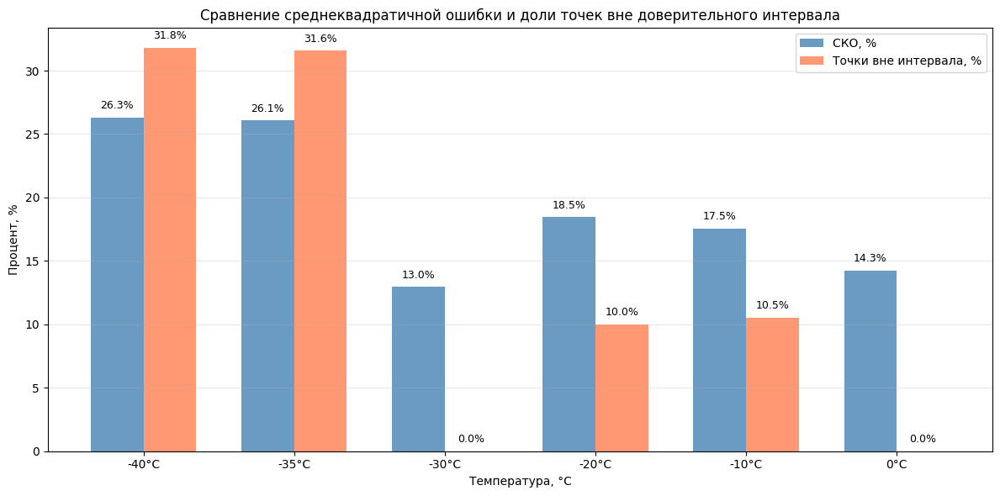 Сравнение среднеквадратичной ошибки и доли точек вне доверительного интервала
СКО, %
Точки вне интервала, %
Процент, %
30
25
20
15
10
5
0
26.3%
31.8%
26.1%
31.6%
13.0%
0.0%
18.5%
10.0%
17.5%
10.5%
14.3%
0.0%
-40°C
-35°C
-30°C
-20°C
-10°C
0°C
Температура, °C